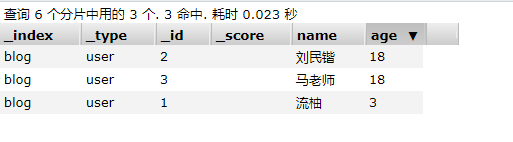 查询 6 个分片中用的 3 个. 3 命中. 耗时 0.023 秒
_index _type _id _score name age ▼
blog user 2 刘民锴 18
blog user 3 马老师 18
blog user 1 流柚 3